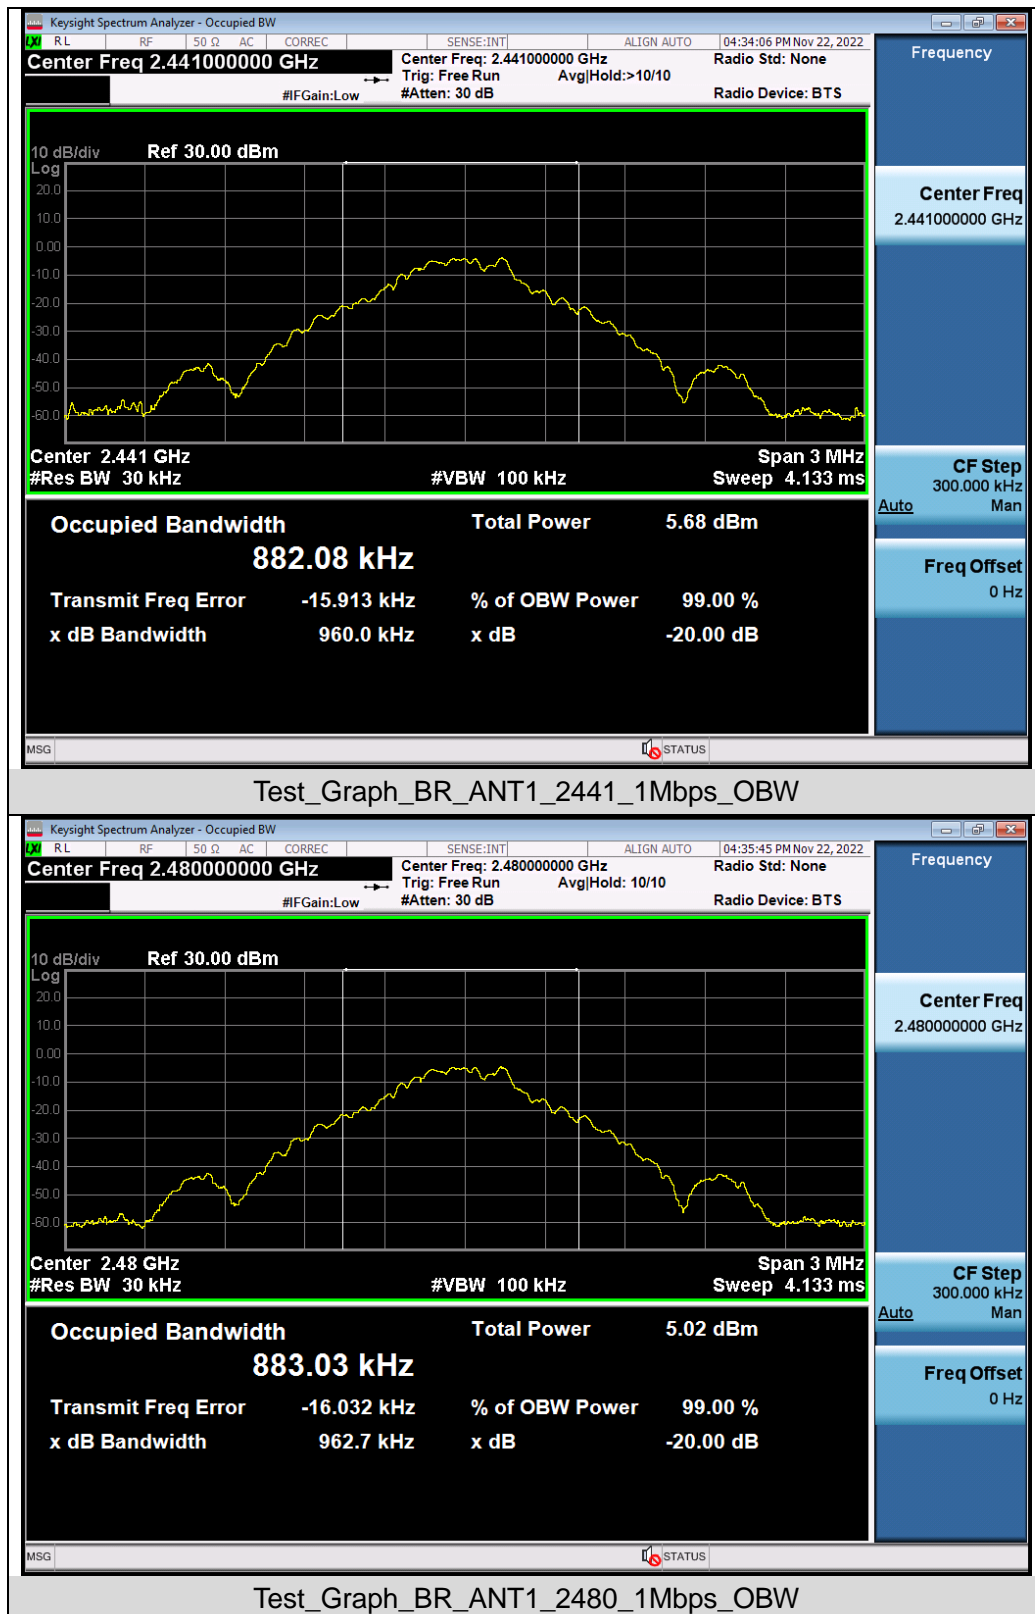 Keysight Spectrum Analyzer - Occupied BW
LXI RL RF 50 Ω AC CORREC SENSE:INT ALIGN AUTO 04:34:06 PM Nov 22, 2022
Center Freq 2.441000000 GHz
Center Freq: 2.441000000 GHz Radio Std: None
Trig: Free Run Avg|Hold:>10/10
#IFGain:Low #Atten: 30 dB Radio Device: BTS
Frequency
10 dB/div Ref 30.00 dBm
Log
20.0
10.0
0.00
-10.0
-20.0
-30.0
-40.0
-50.0
-60.0
Center 2.441 GHz Span 3 MHz
#Res BW 30 kHz #VBW 100 kHz Sweep 4.133 ms
Center Freq
2.441000000 GHz
CF Step
300.000 kHz
Auto Man
Freq Offset
0 Hz
Occupied Bandwidth Total Power 5.68 dBm
882.08 kHz
Transmit Freq Error -15.913 kHz % of OBW Power 99.00 %
x dB Bandwidth 960.0 kHz x dB -20.00 dB
MSG STATUS
Test_Graph_BR_ANT1_2441_1Mbps_OBW
Keysight Spectrum Analyzer - Occupied BW
LXI RL RF 50 Ω AC CORREC SENSE:INT ALIGN AUTO 04:35:45 PM Nov 22, 2022
Center Freq 2.480000000 GHz
Center Freq: 2.480000000 GHz Radio Std: None
Trig: Free Run Avg|Hold: 10/10
#IFGain:Low #Atten: 30 dB Radio Device: BTS
Frequency
10 dB/div Ref 30.00 dBm
Log
20.0
10.0
0.00
-10.0
-20.0
-30.0
-40.0
-50.0
-60.0
Center 2.48 GHz Span 3 MHz
#Res BW 30 kHz #VBW 100 kHz Sweep 4.133 ms
Center Freq
2.480000000 GHz
CF Step
300.000 kHz
Auto Man
Freq Offset
0 Hz
Occupied Bandwidth Total Power 5.02 dBm
883.03 kHz
Transmit Freq Error -16.032 kHz % of OBW Power 99.00 %
x dB Bandwidth 962.7 kHz x dB -20.00 dB
MSG STATUS
Test_Graph_BR_ANT1_2480_1Mbps_OBW